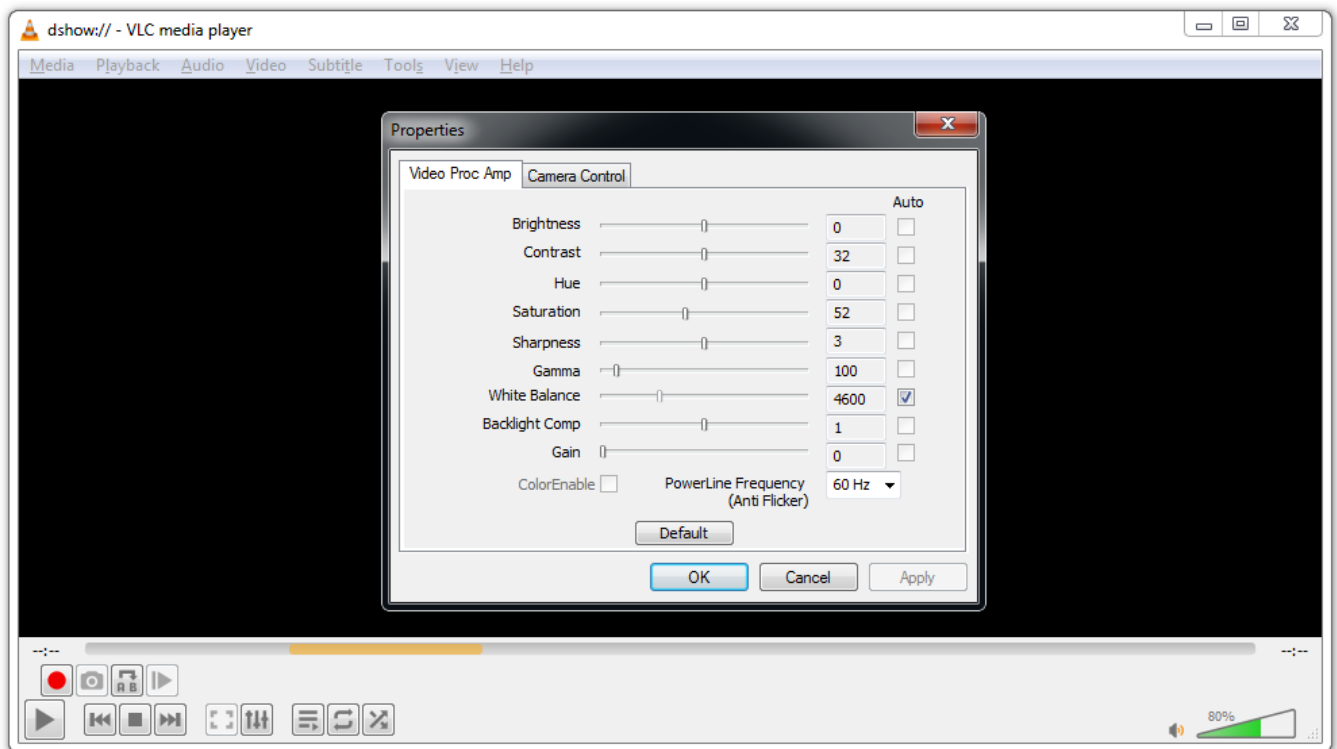 dshow:// - VLC media player
Media Playback Audio Video Subtitle Tools View Help
Properties
Video Proc Amp Camera Control
Auto
Brightness 0
Contrast 32
Hue 0
Saturation 52
Sharpness 3
Gamma 100
White Balance 4600
Backlight Comp 1
Gain 0
ColorEnable PowerLine Frequency 60 Hz
(Anti Flicker)
Default
OK Cancel Apply
--:-- --:--
A B
80%